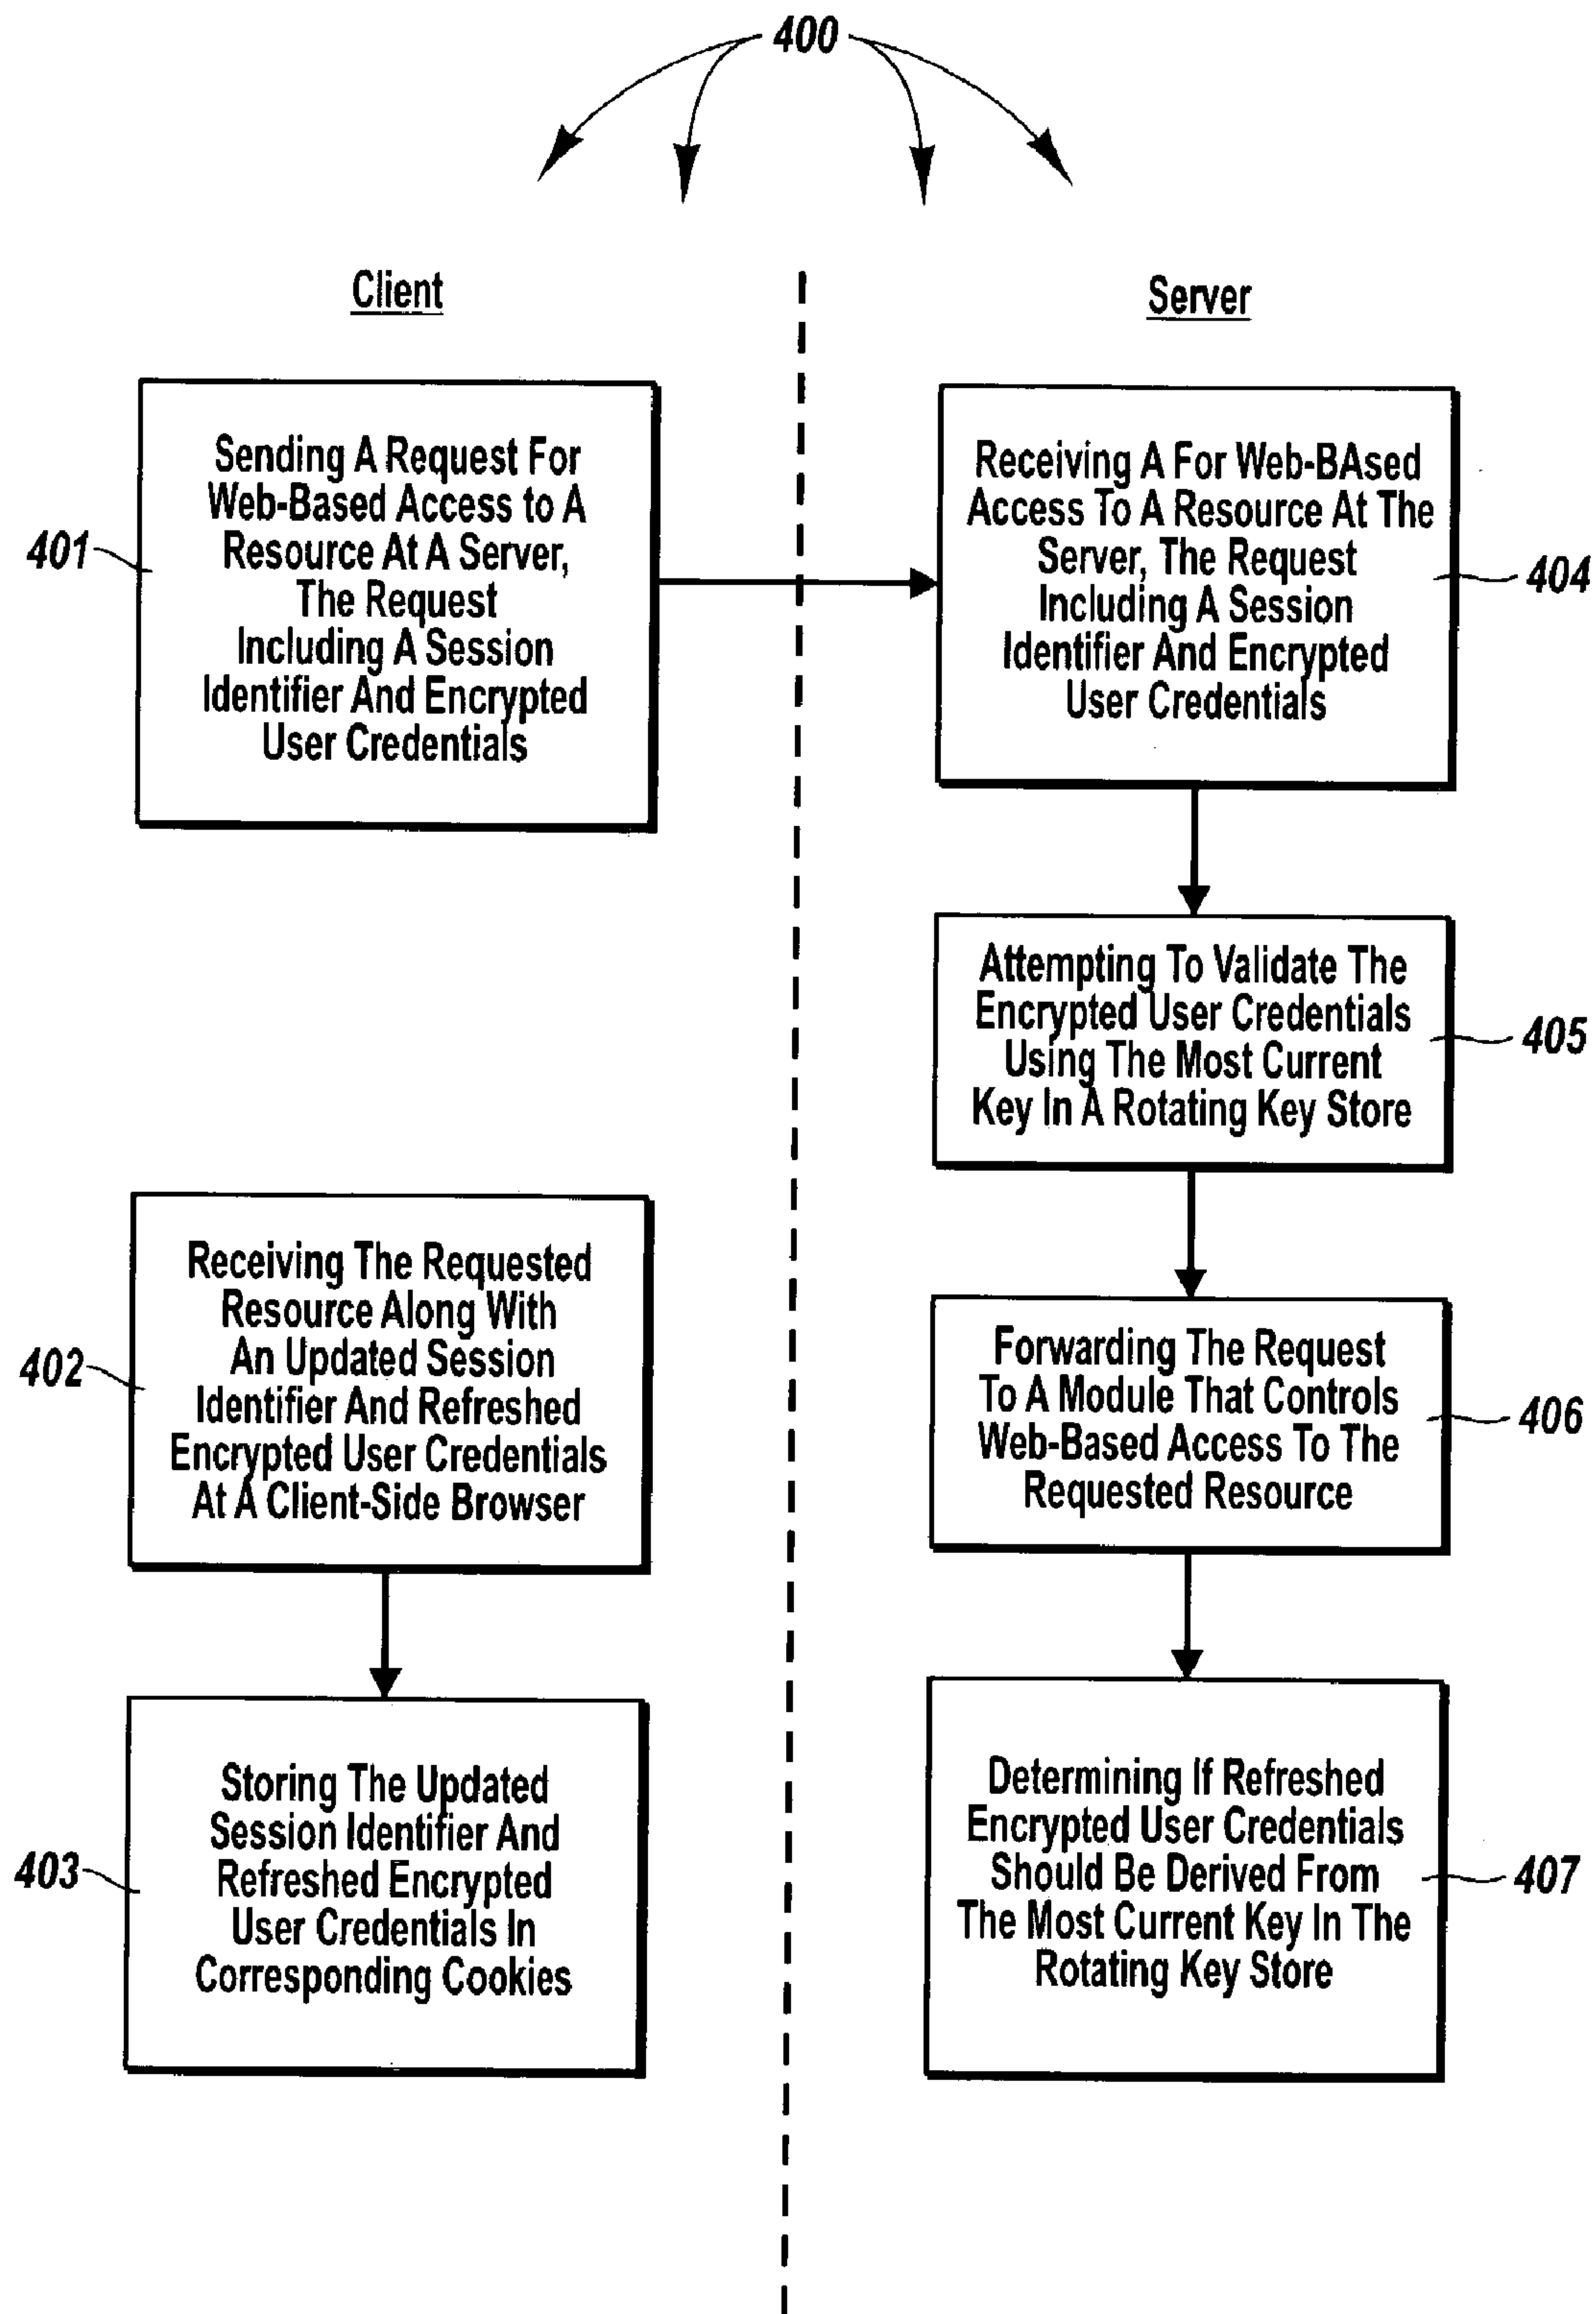 400
Client
Sending A Request For
Web-Based Access to A
Resource At A Server,
The Request
Including A Session
Identifier And Encrypted
User Credentials
401
Receiving The Requested
Resource Along With
An Updated Session
Identifier And Refreshed
Encrypted User Credentials
At A Client-Side Browser
402
Storing The Updated
Session Identifier And
Refreshed Encrypted
User Credentials In
Corresponding Cookies
403
Server
Receiving A For Web-BAsed
Access To A Resource At The
Server, The Request
Including A Session
Identifier And Encrypted
User Credentials
404
Attempting To Validate The
Encrypted User Credentials
Using The Most Current
Key In A Rotating Key Store
405
Forwarding The Request
To A Module That Controls
Web-Based Access To The
Requested Resource
406
Determining If Refreshed
Encrypted User Credentials
Should Be Derived From
The Most Current Key In The
Rotating Key Store
407